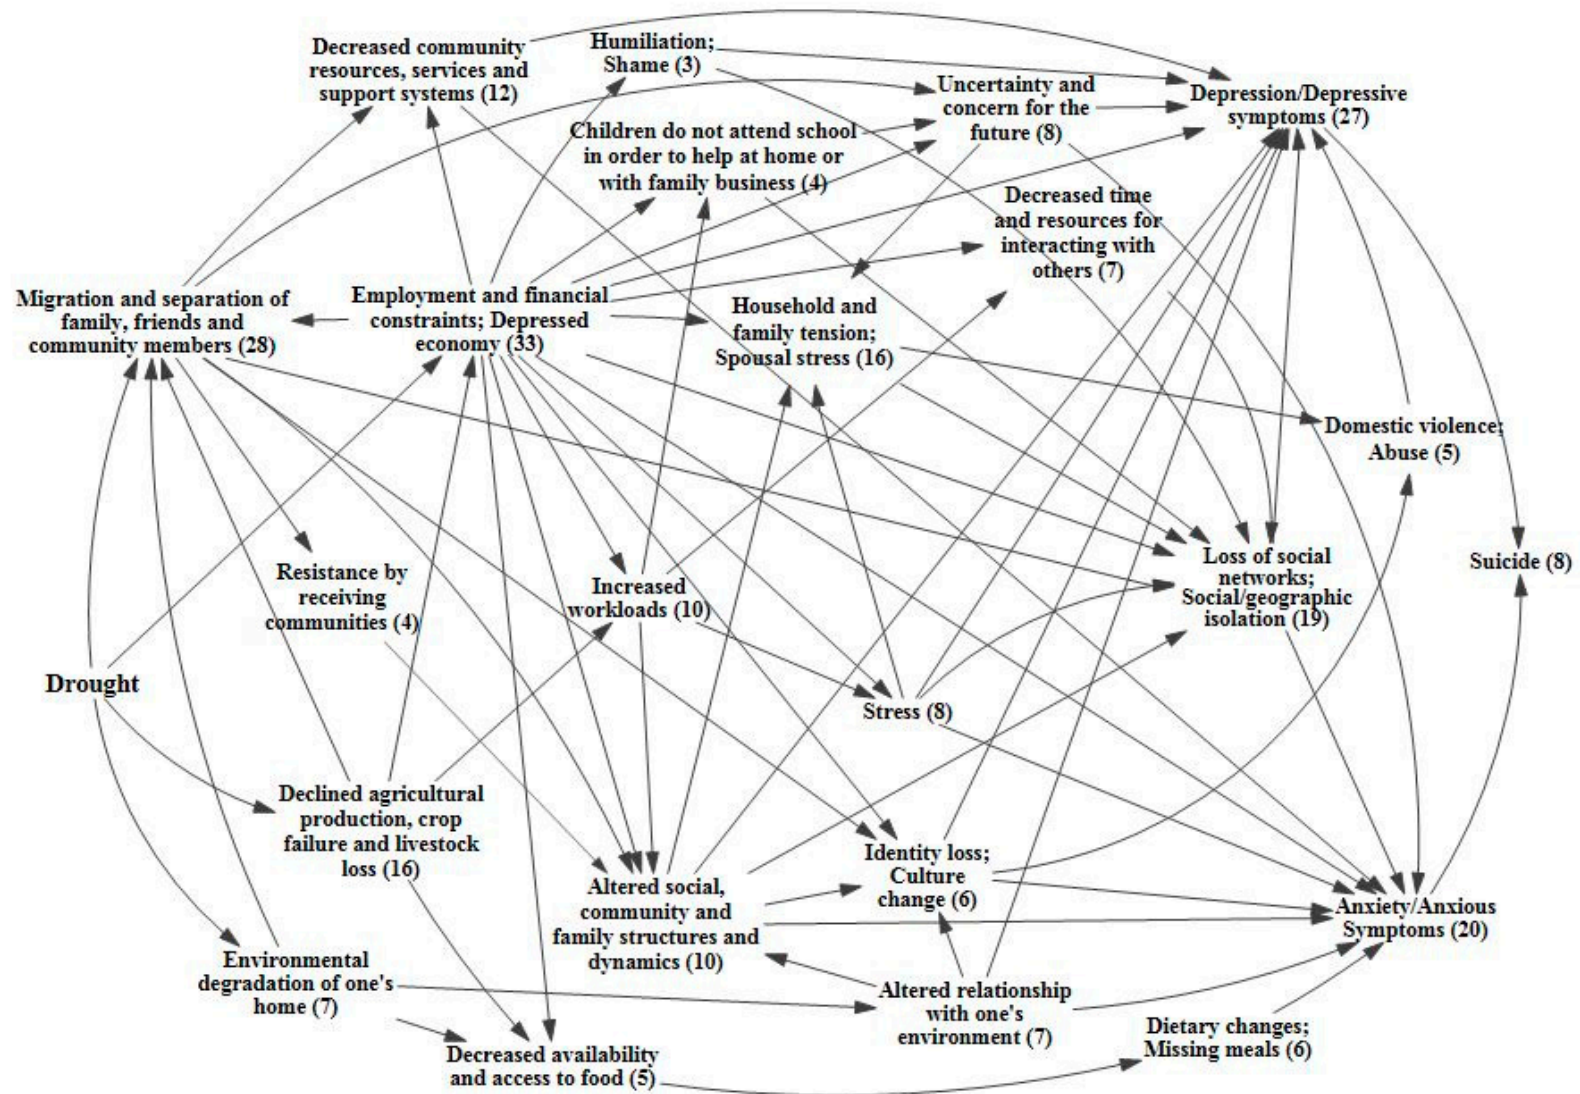 Decreased community
resources, services and
support systems (12)
Humiliation;
Shame (3)
Uncertainty and
concern for the
future (8)
Depression/Depressive
symptoms (27)
Children do not attend school
in order to help at home or
with family business (4)
Decreased time
and resources for
interacting with
others (7)
Migration and separation of
family, friends and
community members (28)
Employment and financial
constraints; Depressed
economy (33)
Household and
family tension;
Spousal stress (16)
Domestic violence;
Abuse (5)
Resistance by
receiving
communities (4)
Increased
workloads (10)
Loss of social
networks;
Social/geographic
isolation (19)
Suicide (8)
Drought
Stress (8)
Declined agricultural
production, crop
failure and livestock
loss (16)
Altered social,
community and
family structures and
dynamics (10)
Identity loss;
Culture
change (6)
Anxiety/Anxious
Symptoms (20)
Environmental
degradation of one's
home (7)
Altered relationship
with one's
environment (7)
Dietary changes;
Missing meals (6)
Decreased availability
and access to food (5)